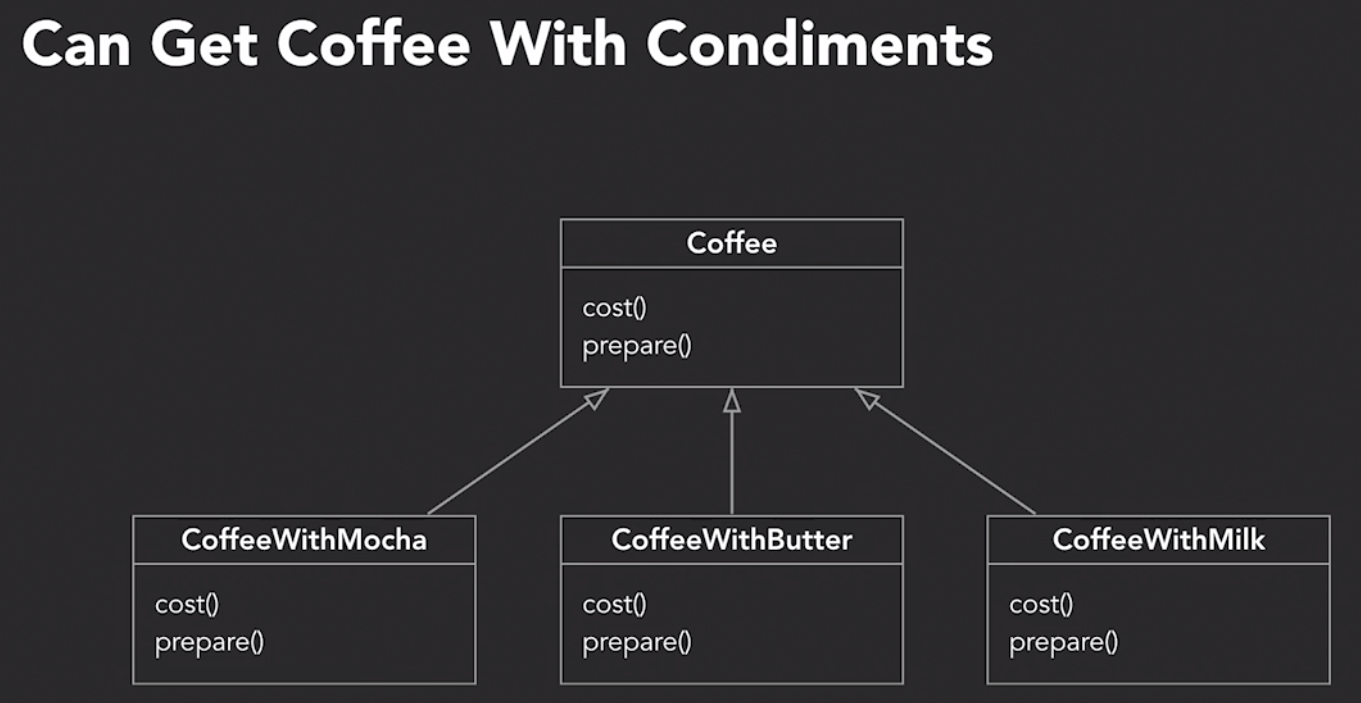 Can Get Coffee With Condiments
Coffee
cost()
prepare()
CoffeeWithMocha
cost()
prepare()
CoffeeWithButter
cost()
prepare()
CoffeeWithMilk
cost()
prepare()